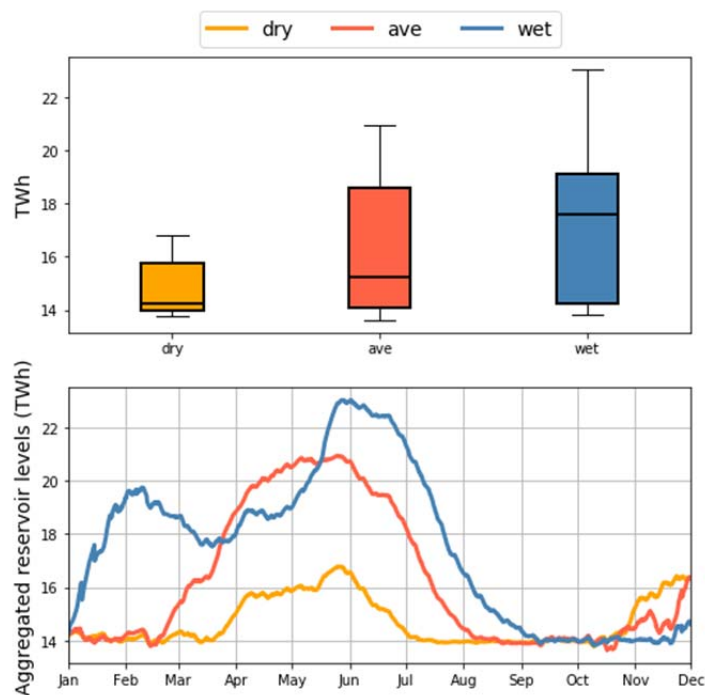 dry ave wet
TWh
22
20
18
16
14
dry ave wet
Aggregated reservoir levels (TWh)
22
20
18
16
14
Jan Feb Mar Apr May Jun Jul Aug Sep Oct Nov Dec